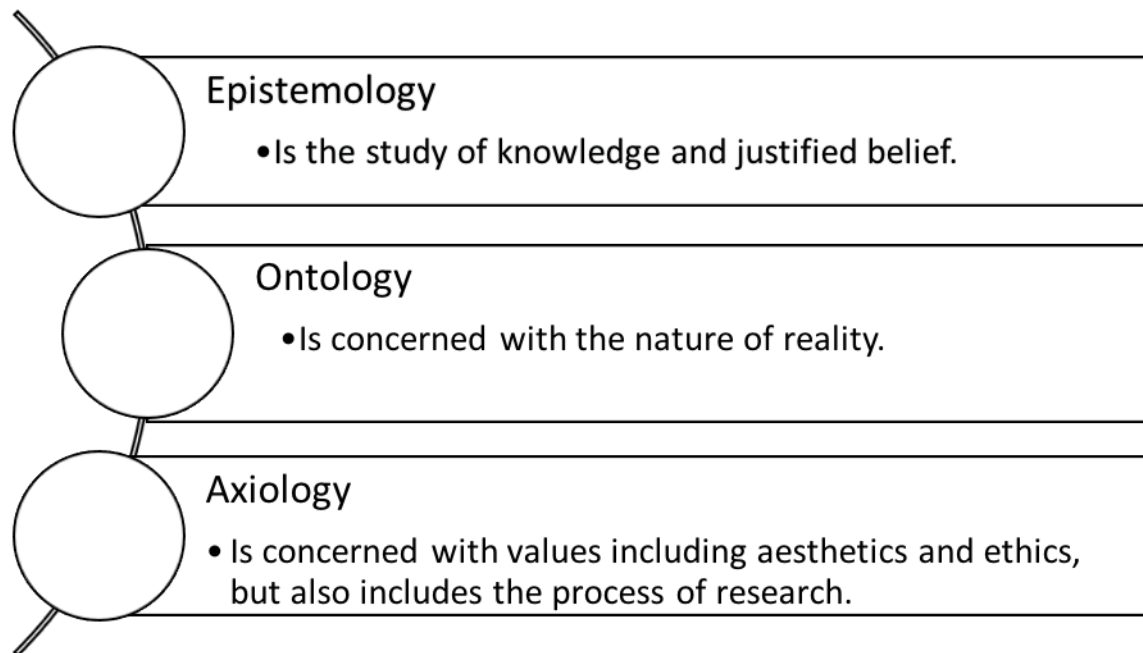 Epistemology
•Is the study of knowledge and justified belief.
Ontology
•Is concerned with the nature of reality.
Axiology
• Is concerned with values including aesthetics and ethics,
but also includes the process of research.